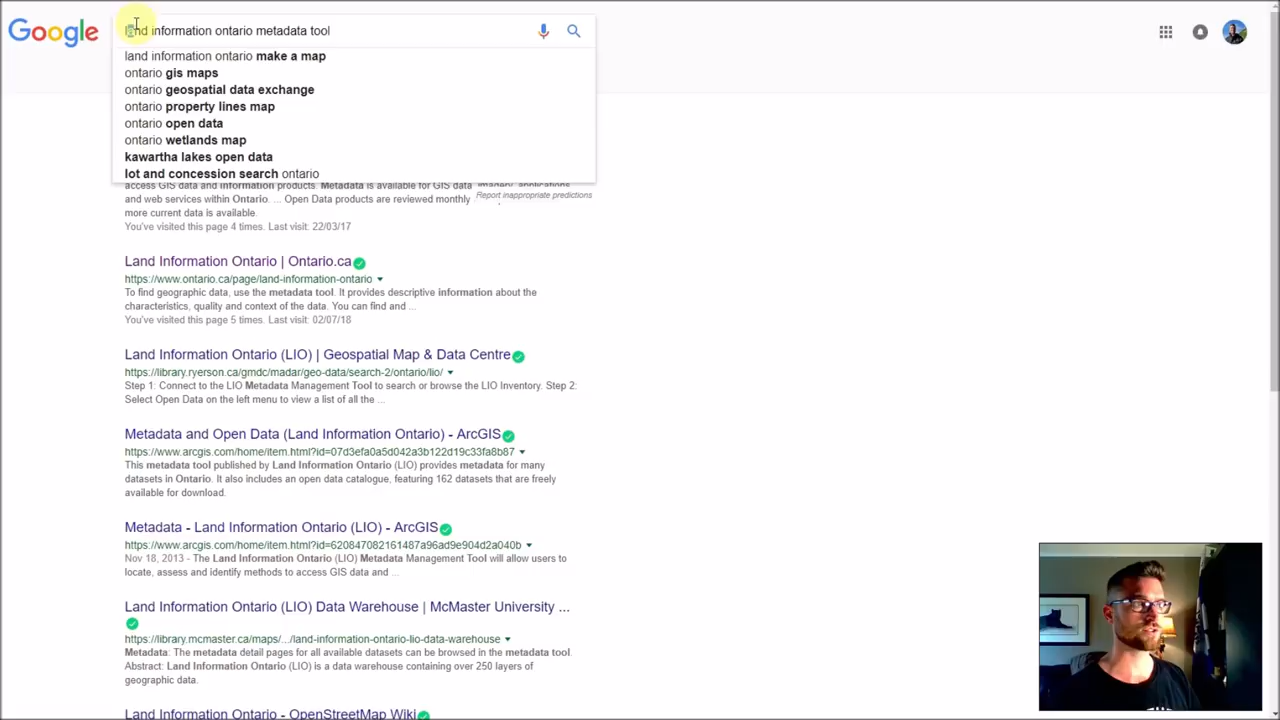 Google
land information ontario metadata tool
land information ontario make a map
ontario gis maps
ontario geospatial data exchange
ontario property lines map
ontario open data
ontario wetlands map
kawartha lakes open data
lot and concession search ontario
access GIS data and Information products. Metadata is available for GIS data imagery, applications
Report inappropriate predictions
and web services within Ontario. ... Open Data products are reviewed monthly
more current data is available.
You've visited this page 4 times. Last visit: 22/03/17
Land Information Ontario | Ontario.ca
https://www.ontario.ca/page/land-information-ontario
To find geographic data, use the metadata tool. It provides descriptive information about the
characteristics, quality and context of the data. You can find and ...
You've visited this page 5 times. Last visit: 02/07/18
Land Information Ontario (LIO) | Geospatial Map & Data Centre
https://library.ryerson.ca/gmdc/madar/geo-data/search-2/ontario/lio/
Step 1: Connect to the LIO Metadata Management Tool to search or browse the LIO Inventory. Step 2:
Select Open Data on the left menu to view a list of all the ...
Metadata and Open Data (Land Information Ontario) - ArcGIS
https://www.arcgis.com/home/item.html?id=07d3efa0a5d042a3b122d19c33fa8b87
This metadata tool published by Land Information Ontario (LIO) provides metadata for many
datasets in Ontario. It also includes an open data catalogue, featuring 162 datasets that are freely
available for download.
Metadata - Land Information Ontario (LIO) - ArcGIS
https://www.arcgis.com/home/item.html?id=620847082161487a96ad9e904d2a040b
Nov 18, 2013 - The Land Information Ontario (LIO) Metadata Management Tool will allow users to
locate, assess and identify methods to access GIS data and ...
Land Information Ontario (LIO) Data Warehouse | McMaster University ...
https://library.mcmaster.ca/maps/.../land-information-ontario-lio-data-warehouse
Metadata: The metadata detail pages for all available datasets can be browsed in the metadata tool.
Abstract: Land Information Ontario (LIO) is a data warehouse containing over 250 layers of
geographic data.
Land Information Ontario - OpenStreetMap Wiki